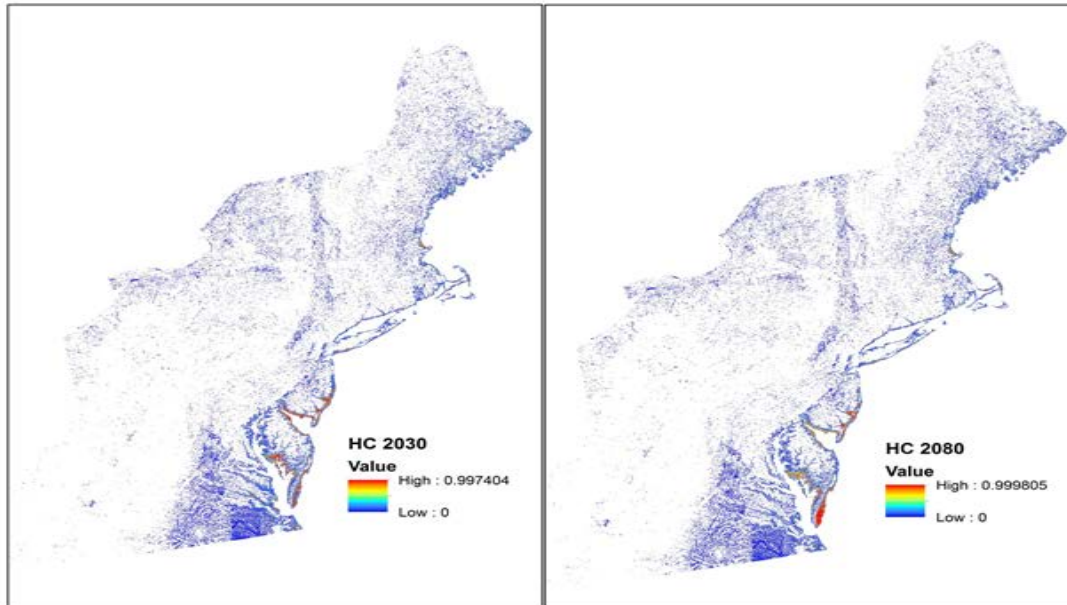 HC 2030
Value
High : 0.997404
Low : 0
HC 2080
Value
High : 0.999805
Low : 0